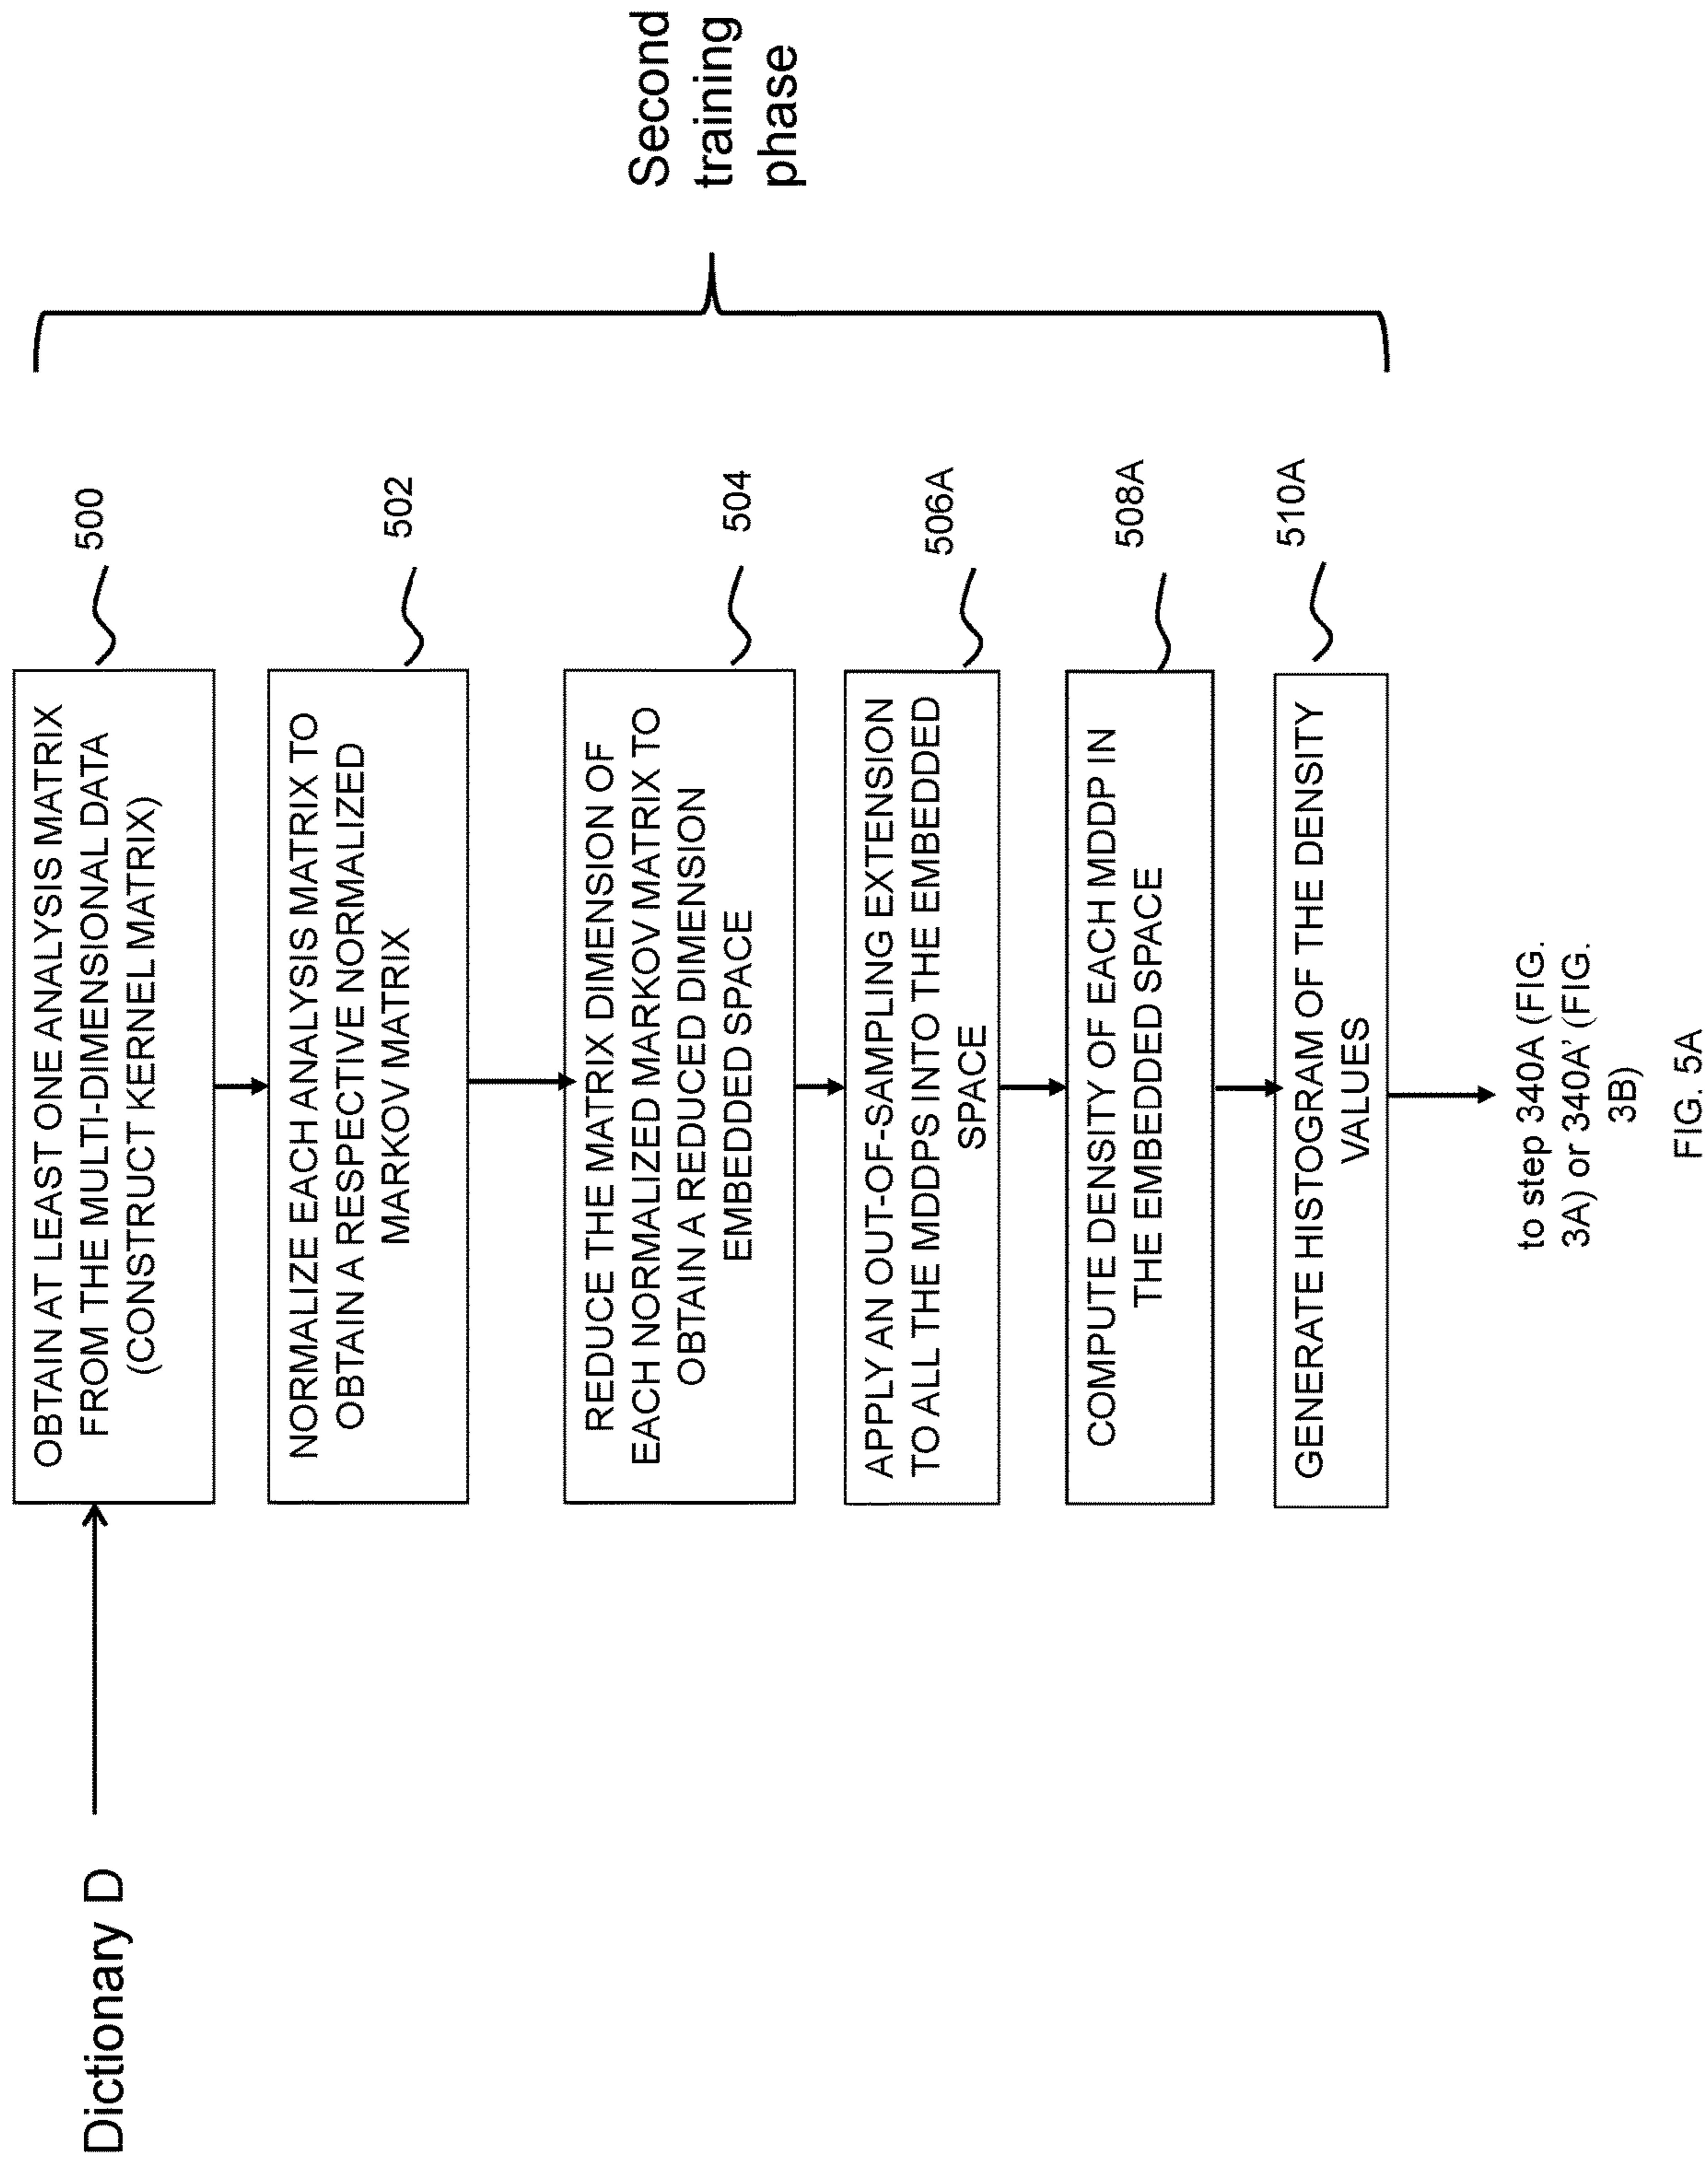 Dictionary D
OBTAIN AT LEAST ONE ANALYSIS MATRIX
FROM THE MULTI-DIMENSIONAL DATA
(CONSTRUCT KERNEL MATRIX)
500
NORMALIZE EACH ANALYSIS MATRIX TO
OBTAIN A RESPECTIVE NORMALIZED
MARKOV MATRIX
502
REDUCE THE MATRIX DIMENSION OF
EACH NORMALIZED MARKOV MATRIX TO
OBTAIN A REDUCED DIMENSION
EMBEDDED SPACE
504
APPLY AN OUT-OF-SAMPLING EXTENSION
TO ALL THE MDDPS INTO THE EMBEDDED
SPACE
506A
COMPUTE DENSITY OF EACH MDDP IN
THE EMBEDDED SPACE
508A
GENERATE HISTOGRAM OF THE DENSITY
VALUES
510A
Second
training
phase
to step 340A (FIG.
3A) or 340A' (FIG.
3B)
FIG. 5A